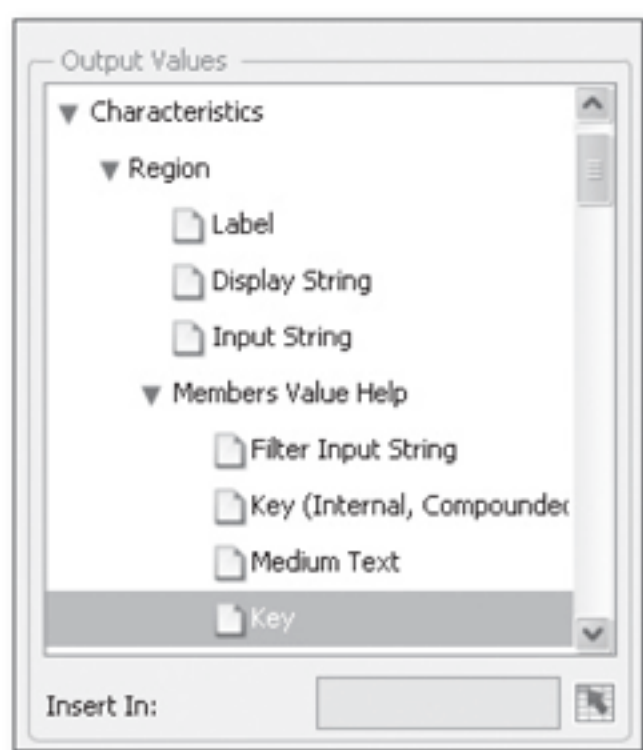 Output Values
Characteristics
Region
Label
Display String
Input String
Members Value Help
Filter Input String
Key (Internal, Compounded
Medium Text
Key
Insert In: